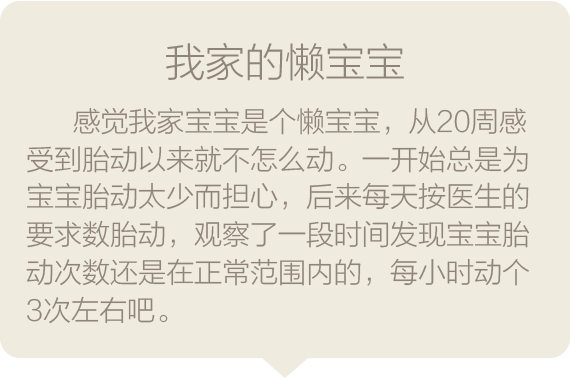 我家的懒宝宝
感觉我家宝宝是个懒宝宝，从20周感
受到胎动以来就不怎么动。一开始总是为
宝宝胎动太少而担心，后来每天按医生的
要求数胎动，观察了一段时间发现宝宝胎
动次数还是在正常范围内的，每小时动个
3次左右吧。